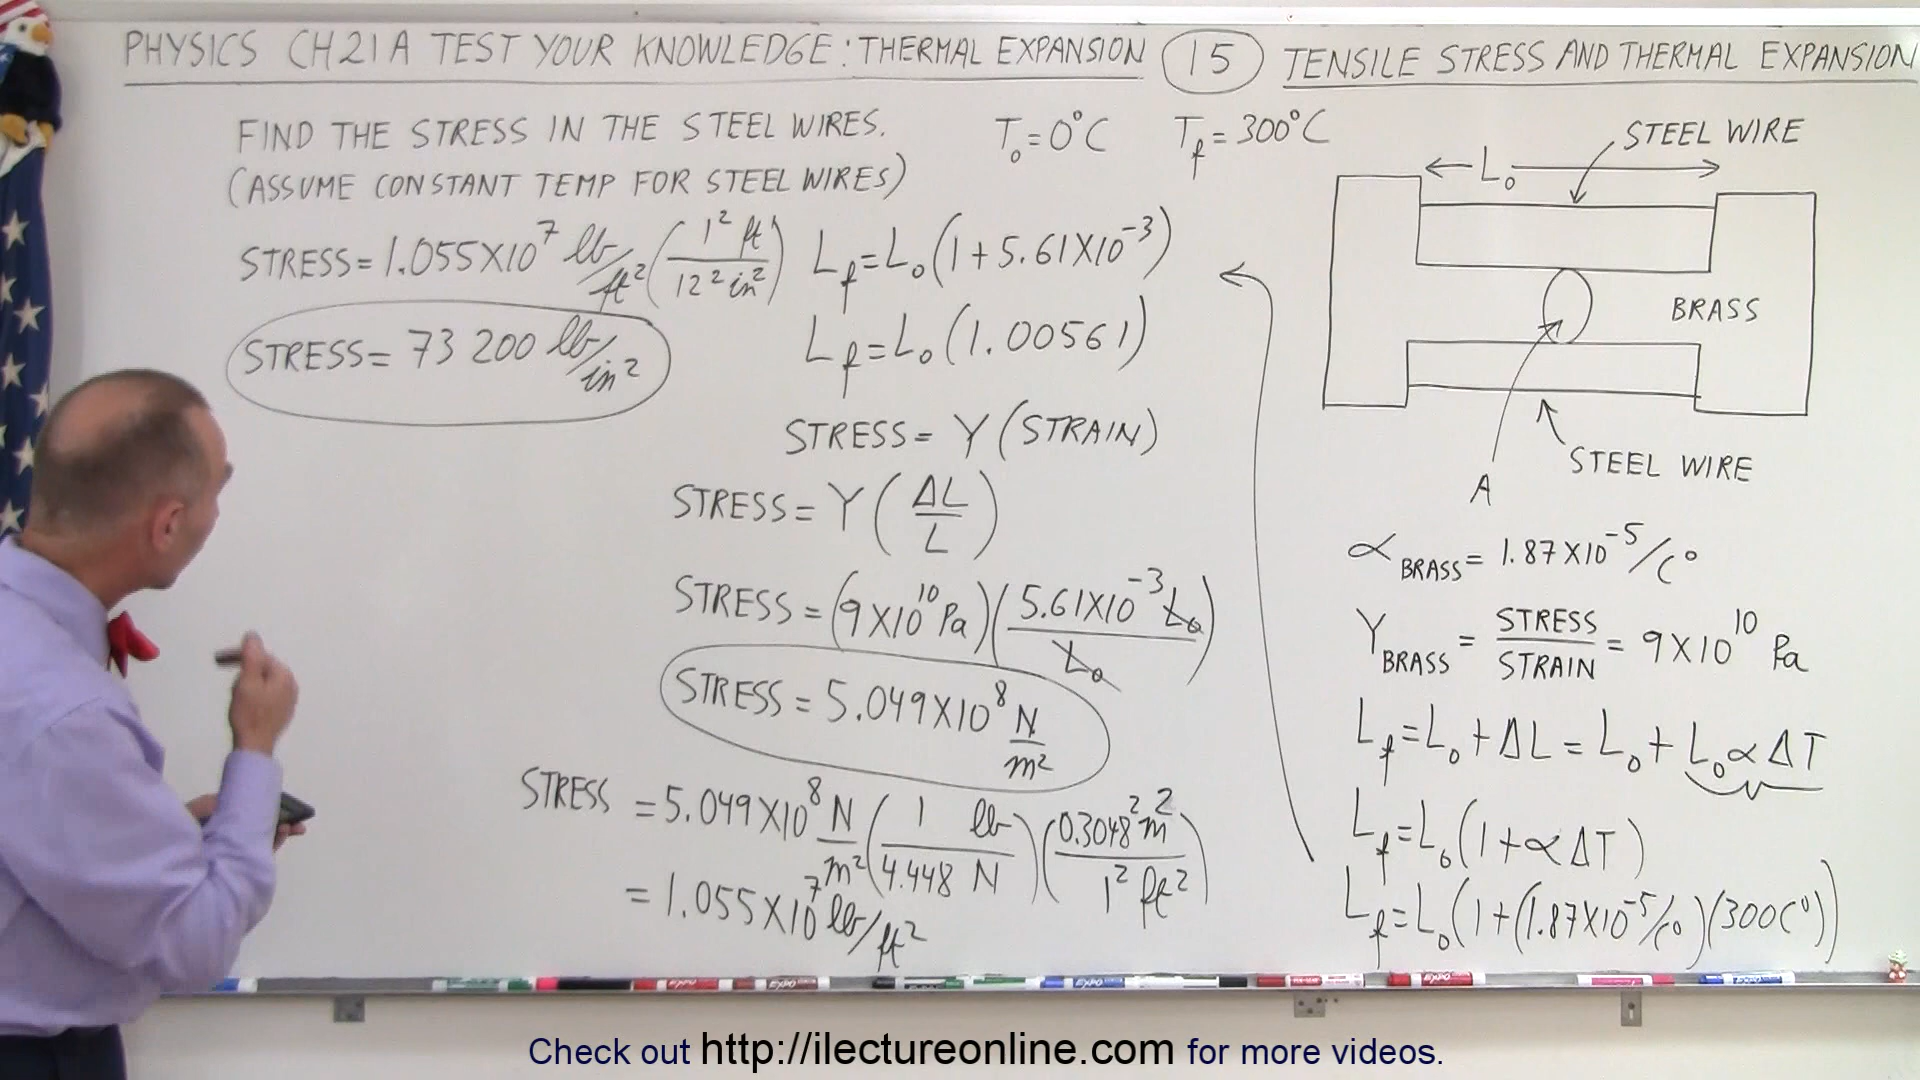 PHYSICS CH21A TEST YOUR KNOWLEDGE: THERMAL EXPANSION (15) TENSILE STRESS AND THERMAL EXPANSION
FIND THE STRESS IN THE STEEL WIRES.
(ASSUME CONSTANT TEMP FOR STEEL WIRES)
T₀=0°C T_f=300°C
STRESS=1.055X10⁷ lb/ft² (1² ft / 12² in²)
STRESS= 73 200 lb/in²
L_f=L₀(1+5.61X10⁻³)
L_f=L₀(1.00561)
STRESS= Y(STRAIN)
STRESS=Y(ΔL/L)
STRESS=(9X10¹⁰ Pa)(5.61X10⁻³ L₀/L₀)
STRESS=5.049X10⁸ N/m²
STRESS =5.049X10⁸ N/m² (1 lb/4.448 N)(0.3048² m²/1² ft²)
=1.055X10⁷ lb/ft²
STEEL WIRE
←L₀→
BRASS
STEEL WIRE
A
α BRASS= 1.87X10⁻⁵/C°
Y BRASS = STRESS/STRAIN = 9X10¹⁰ Pa
L_f=L₀+ΔL=L₀+L₀αΔT
L_f=L₀(1+αΔT)
L_f=L₀(1+(1.87X10⁻⁵/C°)(300C°))
Check out http://ilectureonline.com for more videos.